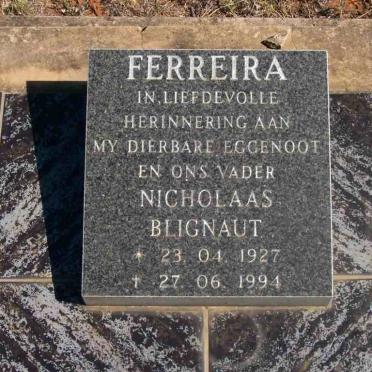 FERREIRA
IN LIEFDEVOLLE
HERINNERING AAN
MY DIERBARE EGGENOOT
EN ONS VADER
NICHOLAAS
BLIGNAUT
* 23. 04. 1927
† 27. 06. 1994